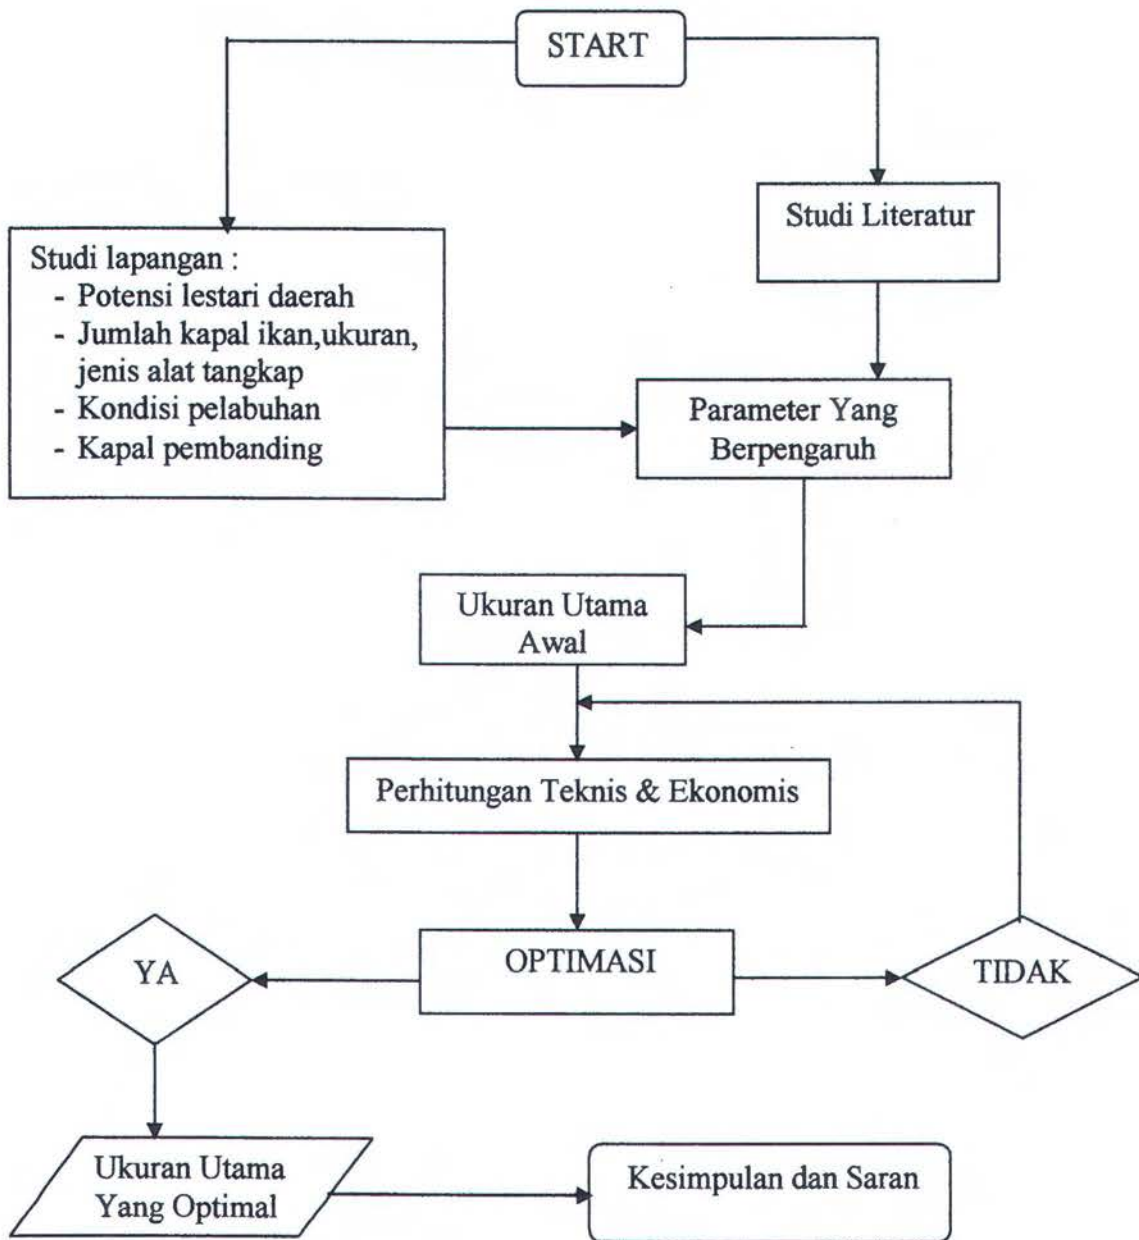 START
Studi Literatur
Studi lapangan :
- Potensi lestari daerah
- Jumlah kapal ikan,ukuran,
jenis alat tangkap
- Kondisi pelabuhan
- Kapal pembanding
Parameter Yang
Berpengaruh
Ukuran Utama
Awal
Perhitungan Teknis & Ekonomis
YA
OPTIMASI
TIDAK
Ukuran Utama
Yang Optimal
Kesimpulan dan Saran